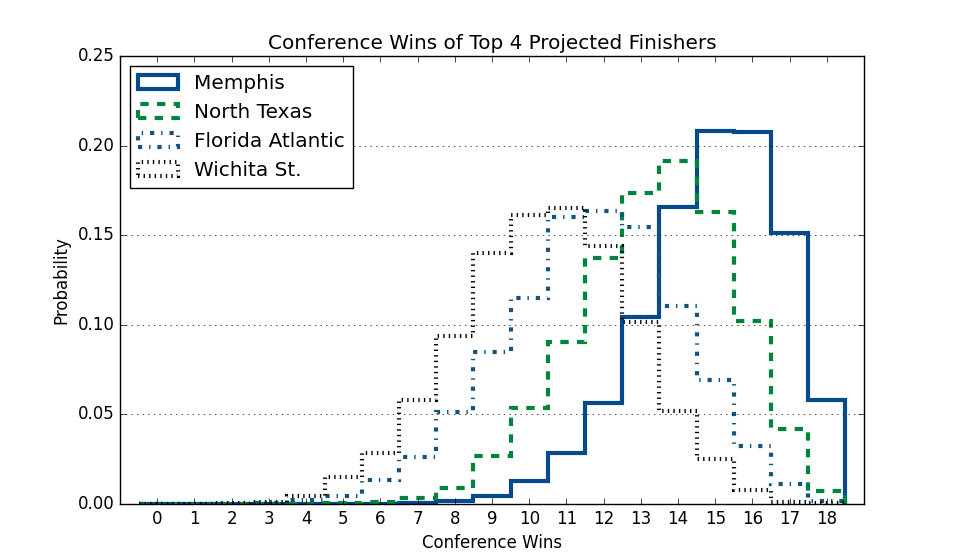 Conference Wins of Top 4 Projected Finishers
0.25
0.20
0.15
0.10
0.05
0.00
Probability
Memphis
North Texas
Florida Atlantic
Wichita St.
0 1 2 3 4 5 6 7 8 9 10 11 12 13 14 15 16 17 18
Conference Wins